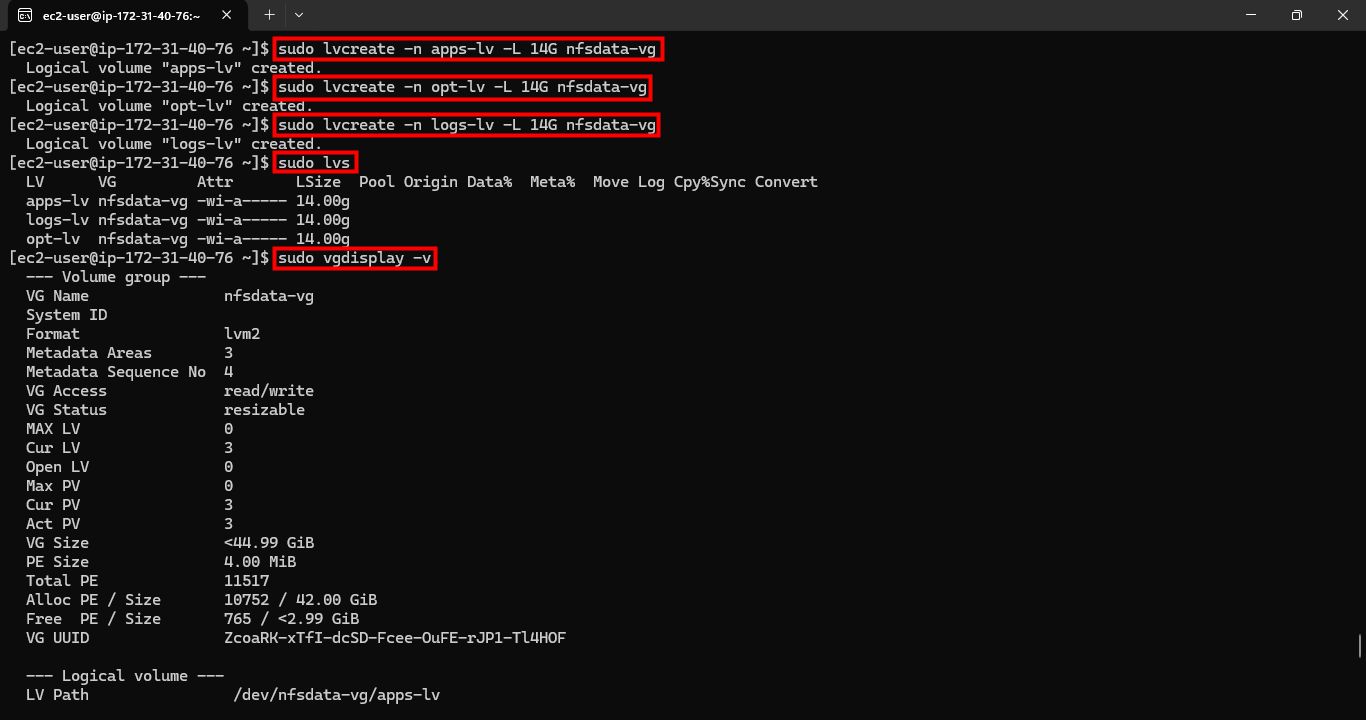 ec2-user@ip-172-31-40-76:~
[ec2-user@ip-172-31-40-76 ~]$ sudo lvcreate -n apps-lv -L 14G nfsdata-vg
  Logical volume "apps-lv" created.
[ec2-user@ip-172-31-40-76 ~]$ sudo lvcreate -n opt-lv -L 14G nfsdata-vg
  Logical volume "opt-lv" created.
[ec2-user@ip-172-31-40-76 ~]$ sudo lvcreate -n logs-lv -L 14G nfsdata-vg
  Logical volume "logs-lv" created.
[ec2-user@ip-172-31-40-76 ~]$ sudo lvs
  LV      VG         Attr       LSize  Pool Origin Data%  Meta%  Move Log Cpy%Sync Convert
  apps-lv nfsdata-vg -wi-a----- 14.00g
  logs-lv nfsdata-vg -wi-a----- 14.00g
  opt-lv  nfsdata-vg -wi-a----- 14.00g
[ec2-user@ip-172-31-40-76 ~]$ sudo vgdisplay -v
  --- Volume group ---
  VG Name               nfsdata-vg
  System ID
  Format                lvm2
  Metadata Areas        3
  Metadata Sequence No  4
  VG Access             read/write
  VG Status             resizable
  MAX LV                0
  Cur LV                3
  Open LV               0
  Max PV                0
  Cur PV                3
  Act PV                3
  VG Size               <44.99 GiB
  PE Size               4.00 MiB
  Total PE              11517
  Alloc PE / Size       10752 / 42.00 GiB
  Free  PE / Size       765 / <2.99 GiB
  VG UUID               ZcoaRK-xTfI-dcSD-Fcee-OuFE-rJP1-Tl4HOF
  --- Logical volume ---
  LV Path                /dev/nfsdata-vg/apps-lv